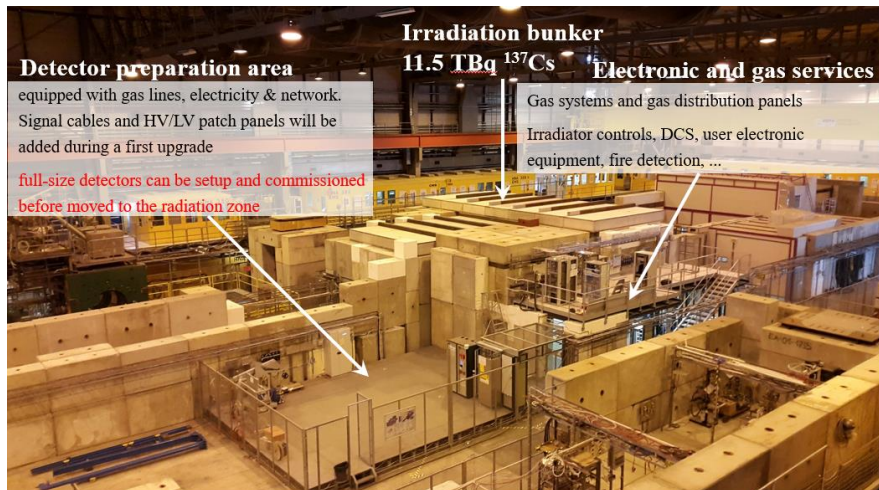 Irradiation bunker
11.5 TBq ¹³⁷Cs
Detector preparation area
equipped with gas lines, electricity & network.
Signal cables and HV/LV patch panels will be
added during a first upgrade
full-size detectors can be setup and commissioned
before moved to the radiation zone
Electronic and gas services
Gas systems and gas distribution panels
Irradiator controls, DCS, user electronic
equipment, fire detection, ...